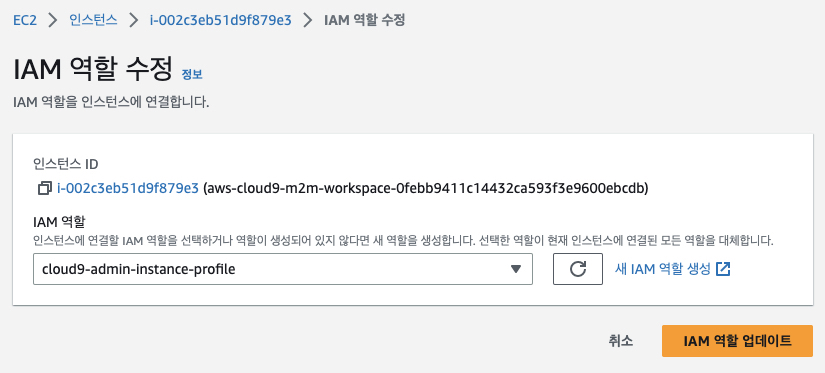 EC2 > 인스턴스 > i-002c3eb51d9f879e3 > IAM 역할 수정
IAM 역할 수정 정보
IAM 역할을 인스턴스에 연결합니다.
인스턴스 ID
i-002c3eb51d9f879e3 (aws-cloud9-m2m-workspace-0febb9411c14432ca593f3e9600ebcdb)
IAM 역할
인스턴스에 연결할 IAM 역할을 선택하거나 역할이 생성되어 있지 않다면 새 역할을 생성합니다. 선택한 역할이 현재 인스턴스에 연결된 모든 역할을 대체합니다.
cloud9-admin-instance-profile
새 IAM 역할 생성
취소
IAM 역할 업데이트